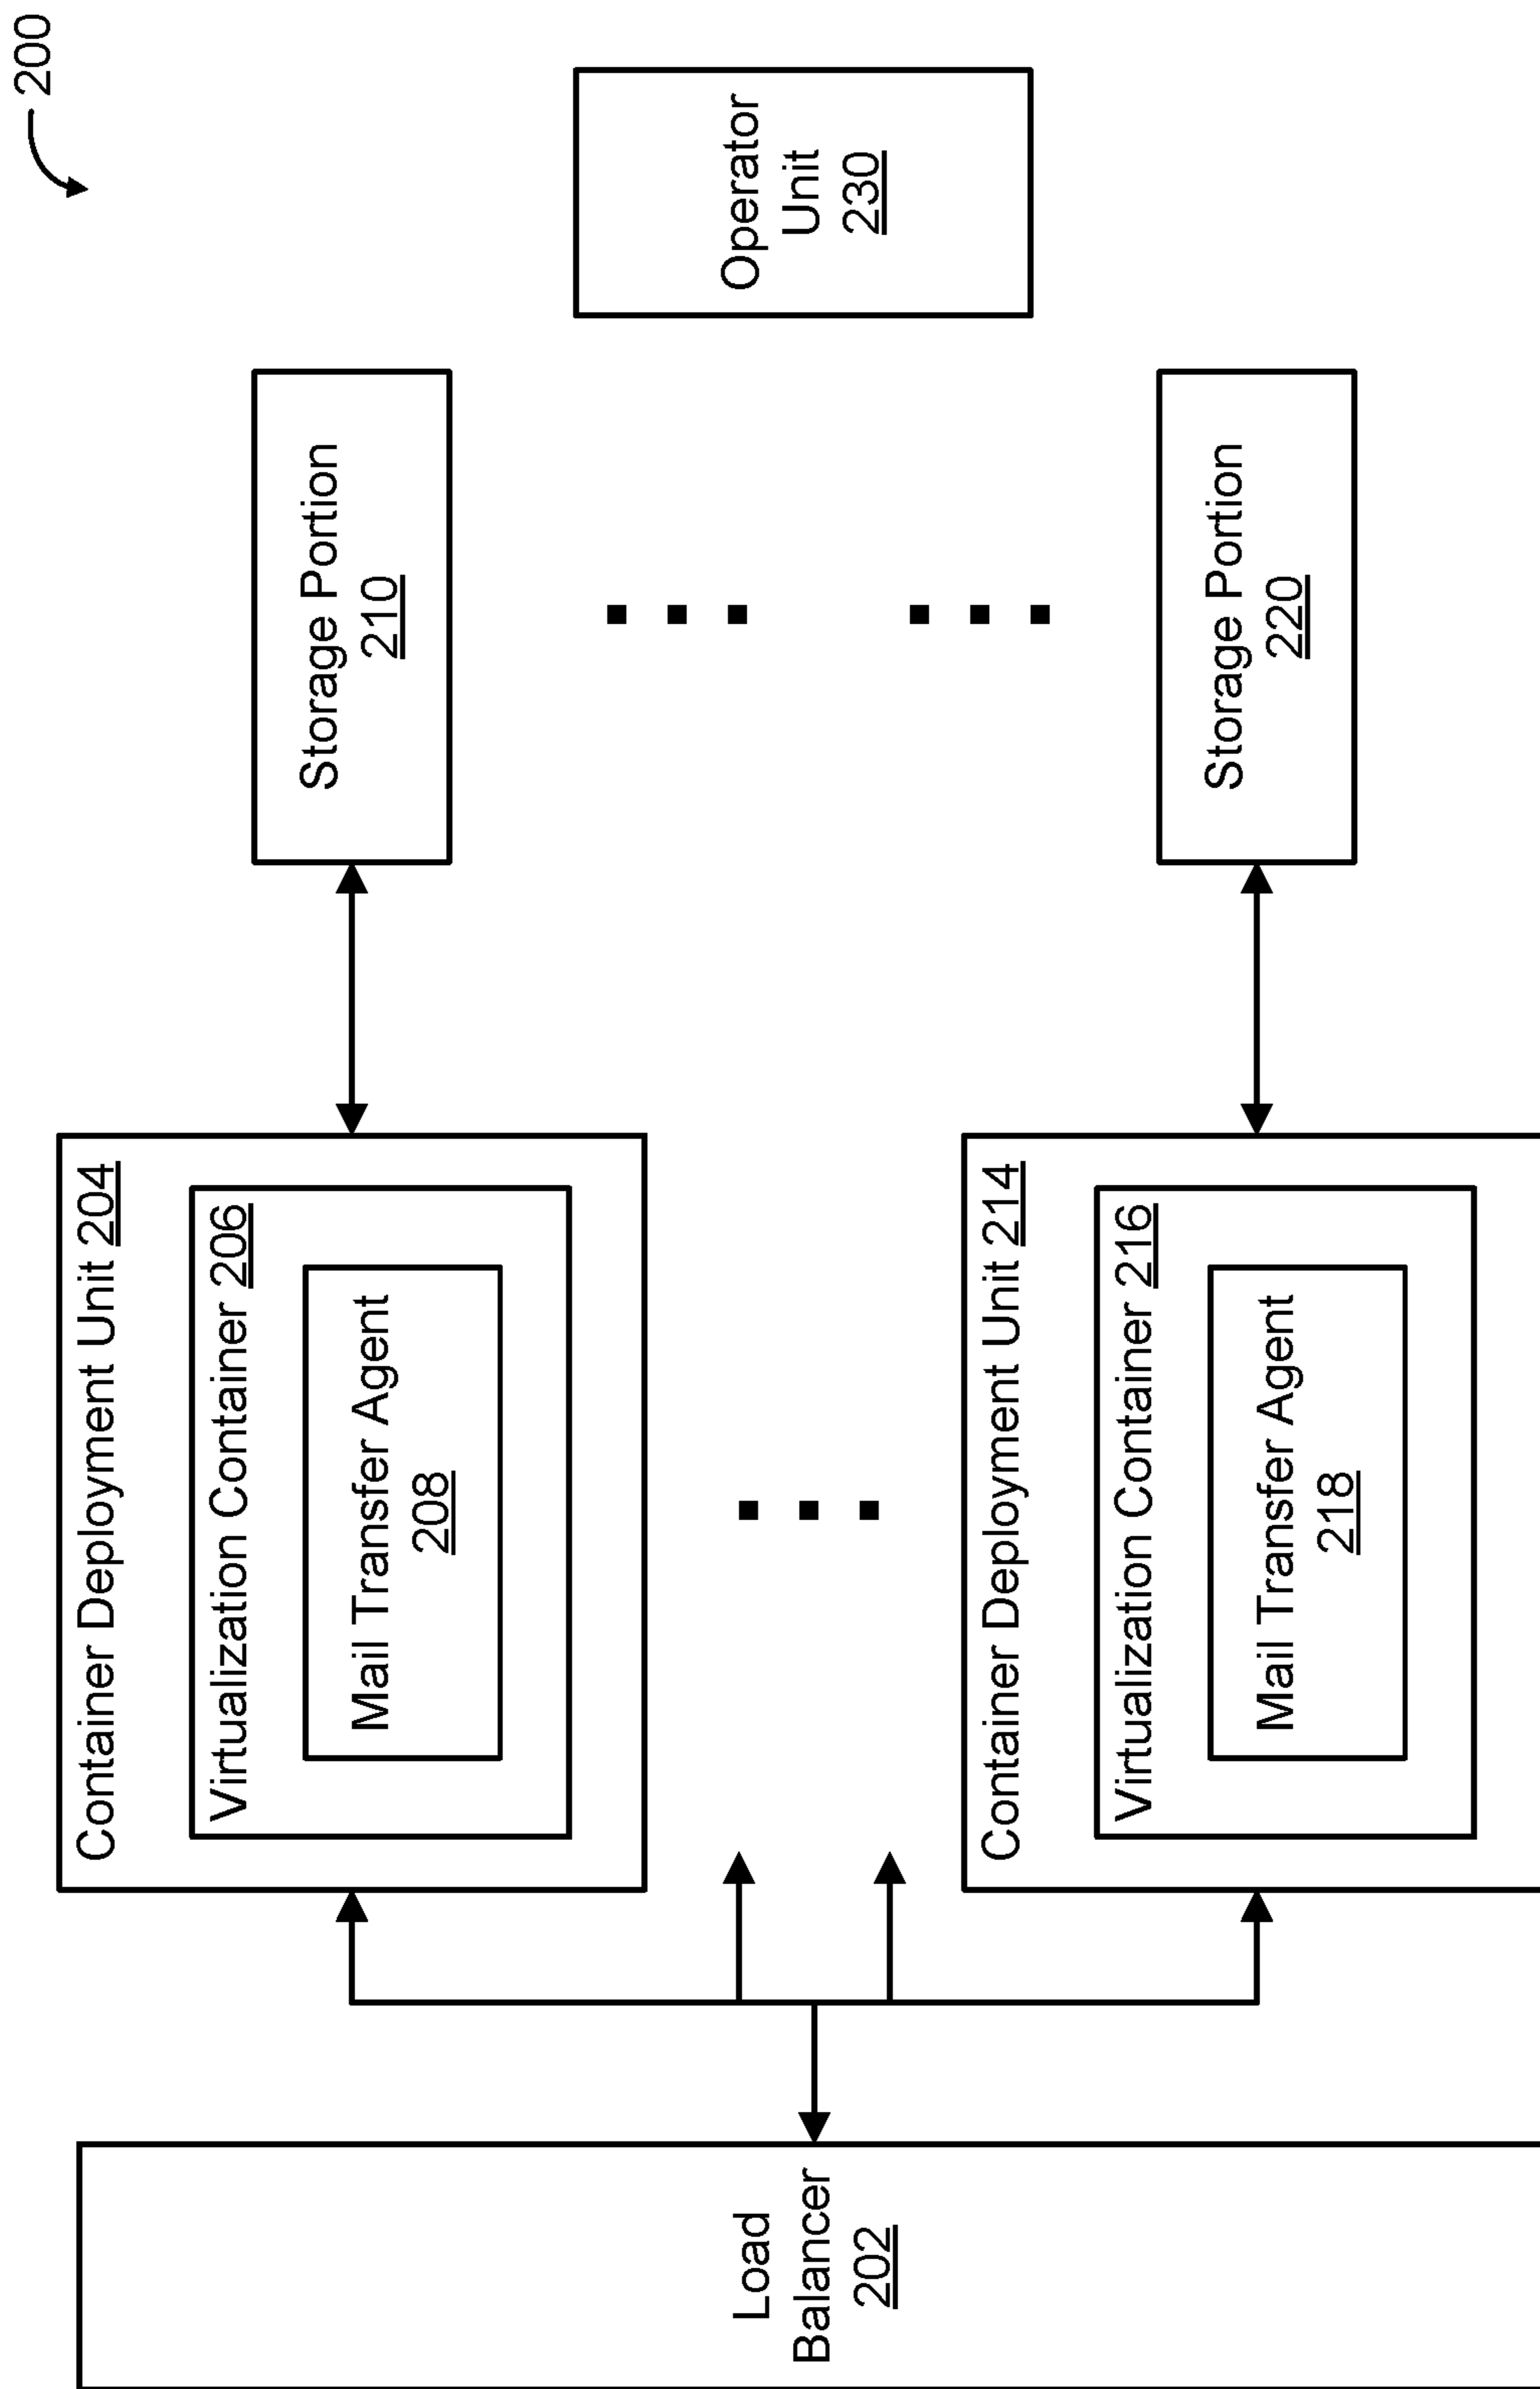 200
Load
Balancer
202
Container Deployment Unit 204
Virtualization Container 206
Mail Transfer Agent
208
Storage Portion
210
Container Deployment Unit 214
Virtualization Container 216
Mail Transfer Agent
218
Storage Portion
220
Operator
Unit
230